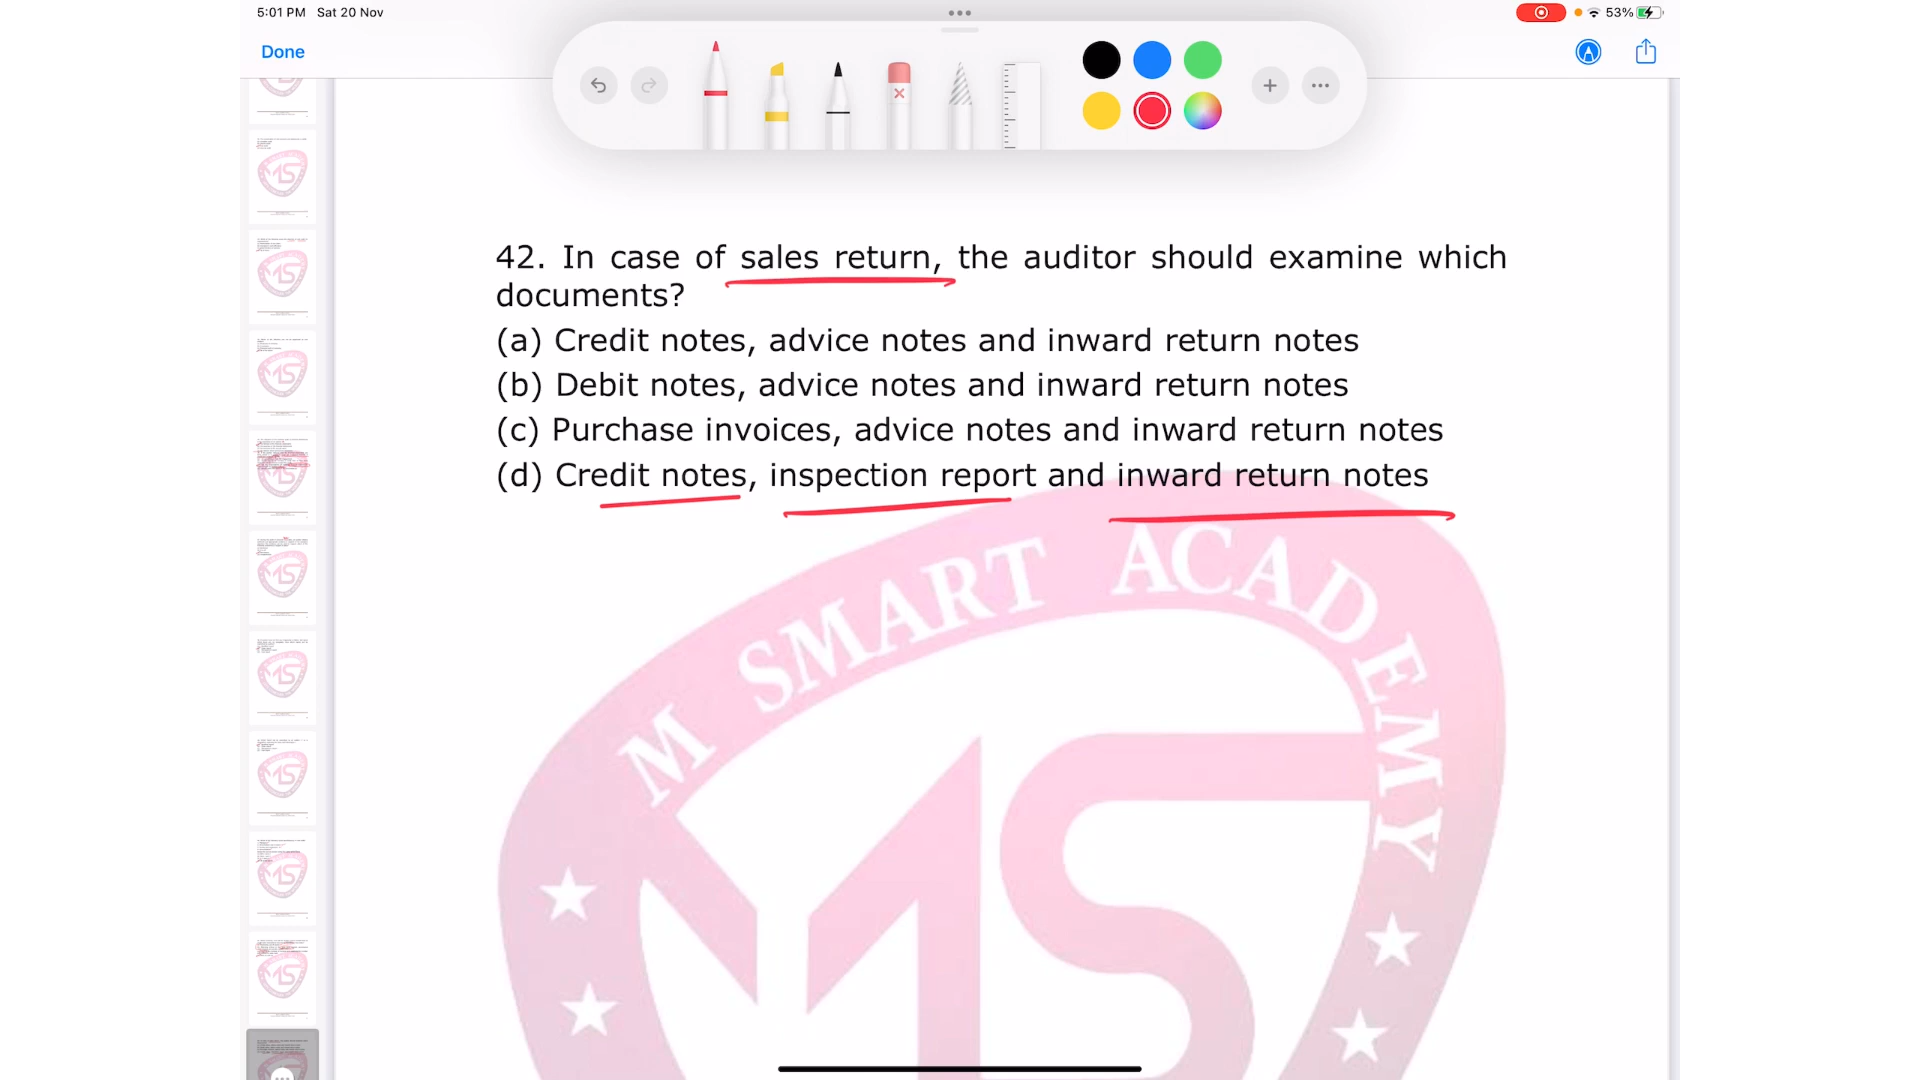 5:01 PM Sat 20 Nov
53%
Done
42. In case of sales return, the auditor should examine which
documents?
(a) Credit notes, advice notes and inward return notes
(b) Debit notes, advice notes and inward return notes
(c) Purchase invoices, advice notes and inward return notes
(d) Credit notes, inspection report and inward return notes
M SMART ACADEMY
MS